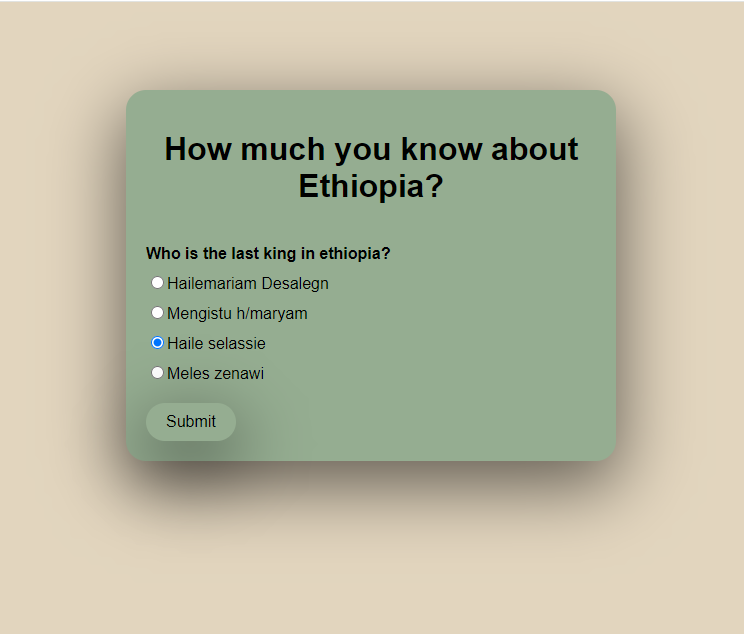 How much you know about
Ethiopia?
Who is the last king in ethiopia?
Hailemariam Desalegn
Mengistu h/maryam
Haile selassie
Meles zenawi
Submit